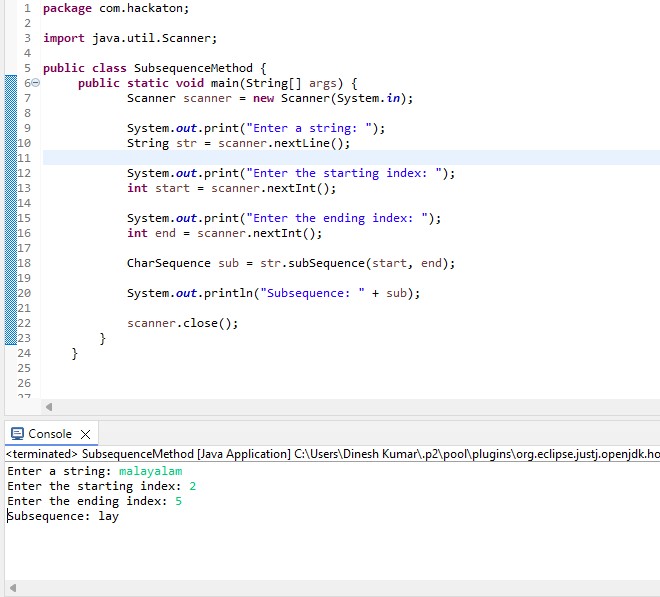 1 package com.hackaton;
2
3 import java.util.Scanner;
4
5 public class SubsequenceMethod {
6 public static void main(String[] args) {
7 Scanner scanner = new Scanner(System.in);
8
9 System.out.print("Enter a string: ");
10 String str = scanner.nextLine();
11
12 System.out.print("Enter the starting index: ");
13 int start = scanner.nextInt();
14
15 System.out.print("Enter the ending index: ");
16 int end = scanner.nextInt();
17
18 CharSequence sub = str.subSequence(start, end);
19
20 System.out.println("Subsequence: " + sub);
21
22 scanner.close();
23 }
24 }
25
26
27
Console
<terminated> SubsequenceMethod [Java Application] C:\Users\Dinesh Kumar\.p2\pool\plugins\org.eclipse.justj.openjdk.ho
Enter a string: malayalam
Enter the starting index: 2
Enter the ending index: 5
Subsequence: lay